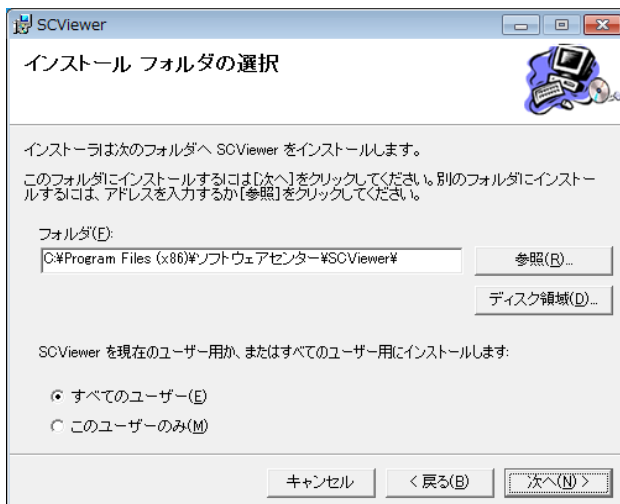 SCViewer
インストール フォルダの選択
インストーラは次のフォルダへ SCViewer をインストールします。
このフォルダにインストールするには[次へ]をクリックしてください。別のフォルダにインストー
ルするには、アドレスを入力するか[参照]をクリックしてください。
フォルダ(F):
C:¥Program Files (x86)¥ソフトウェアセンター¥SCViewer¥
参照(R)...
ディスク領域(D)...
SCViewer を現在のユーザー用か、またはすべてのユーザー用にインストールします:
すべてのユーザー(E)
このユーザーのみ(M)
キャンセル
< 戻る(B)
次へ(N) >